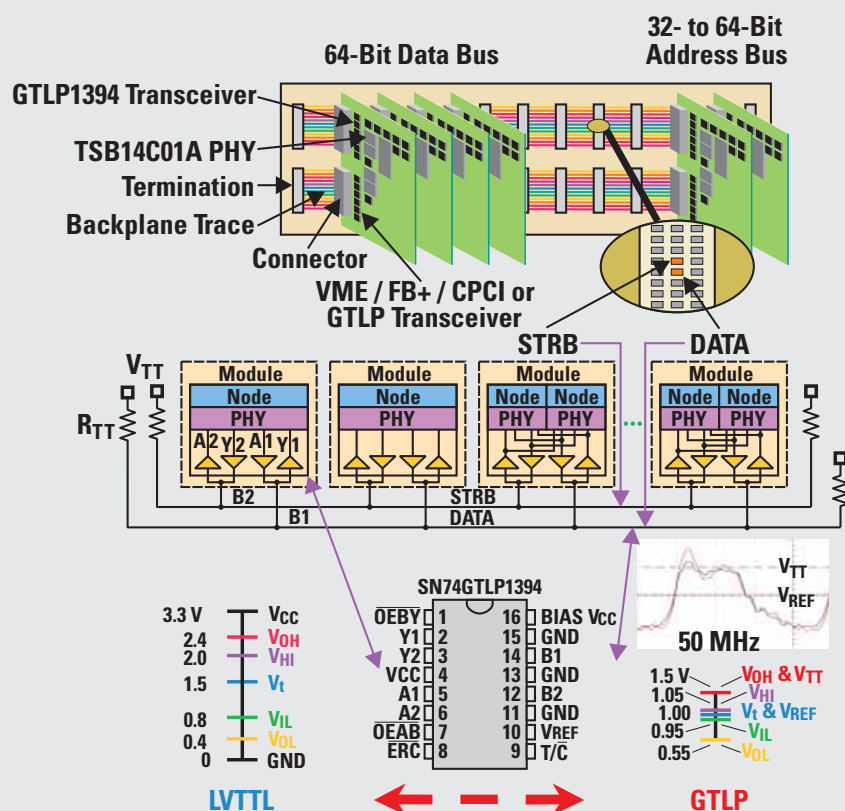 64-Bit Data Bus
32- to 64-Bit
Address Bus
GTLP1394 Transceiver
TSB14C01A PHY
Termination
Backplane Trace
Connector
VME / FB+ / CPCI or
GTLP Transceiver
STRB
DATA
VTT
RTT
Module
Node
PHY
A2 Y2 A1 Y1
Module
Node
PHY
Module
Node Node
PHY PHY
Module
Node Node
PHY PHY
B2
STRB
B1
DATA
VTT
VREF
50 MHz
SN74GTLP1394
OEBY 1
Y1 2
Y2 3
VCC 4
A1 5
A2 6
OEAB 7
ERC 8
16 BIAS VCC
15 GND
14 B1
13 GND
12 B2
11 GND
10 VREF
9 T/C
3.3 V VCC
2.4 VOH
2.0 VHI
1.5 Vt
0.8 VIL
0.4 VOL
0 GND
LVTTL
1.5 V VOH & VTT
1.05 VHI
1.00 Vt & VREF
0.95 VIL
0.55 VOL
GTLP